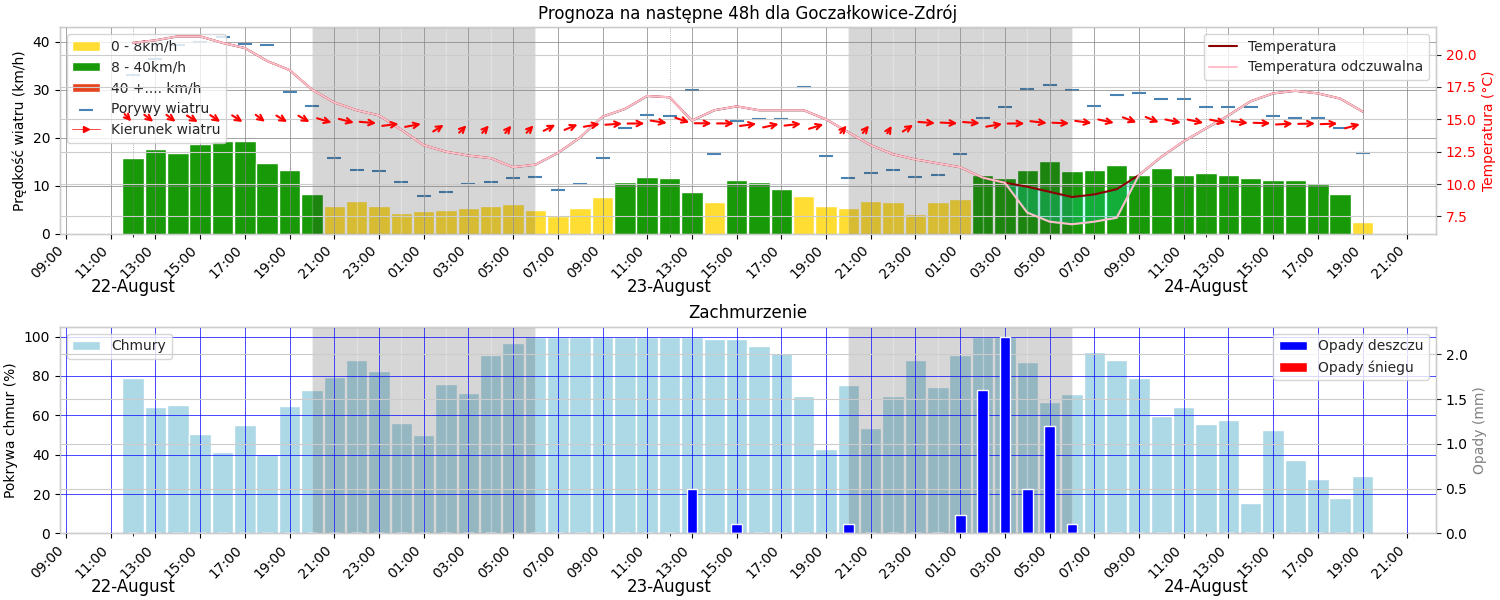 Prognoza na następne 48h dla Goczałkowice-Zdrój
Prędkość wiatru (km/h)
40
30
20
10
0
0 - 8km/h
8 - 40km/h
40 +.... km/h
Porywy wiatru
Kierunek wiatru
Temperatura
Temperatura odczuwalna
20.0
17.5
15.0
12.5
10.0
7.5
Temperatura (°C)
09:00 11:00 13:00 15:00 17:00 19:00 21:00 23:00 01:00 03:00 05:00 07:00 09:00 11:00 13:00 15:00 17:00 19:00 21:00 23:00 01:00 03:00 05:00 07:00 09:00 11:00 13:00 15:00 17:00 19:00 21:00
22-August 23-August 24-August
Zachmurzenie
Pokrywa chmur (%)
100
80
60
40
20
0
Chmury
Opady deszczu
Opady śniegu
2.0
1.5
1.0
0.5
0.0
Opady (mm)
09:00 11:00 13:00 15:00 17:00 19:00 21:00 23:00 01:00 03:00 05:00 07:00 09:00 11:00 13:00 15:00 17:00 19:00 21:00 23:00 01:00 03:00 05:00 07:00 09:00 11:00 13:00 15:00 17:00 19:00 21:00
22-August 23-August 24-August